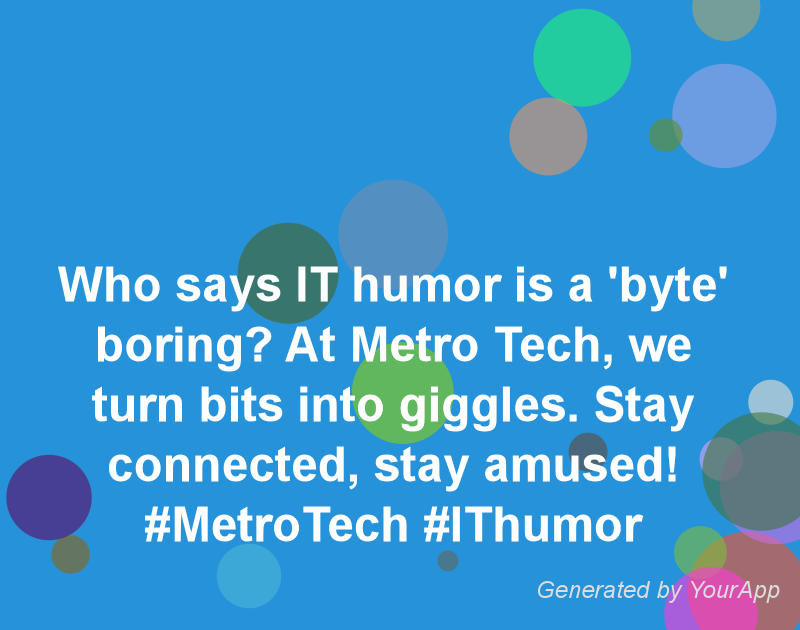 Who says IT humor is a 'byte'
boring? At Metro Tech, we
turn bits into giggles. Stay
connected, stay amused!
#MetroTech #IThumor
Generated by YourApp